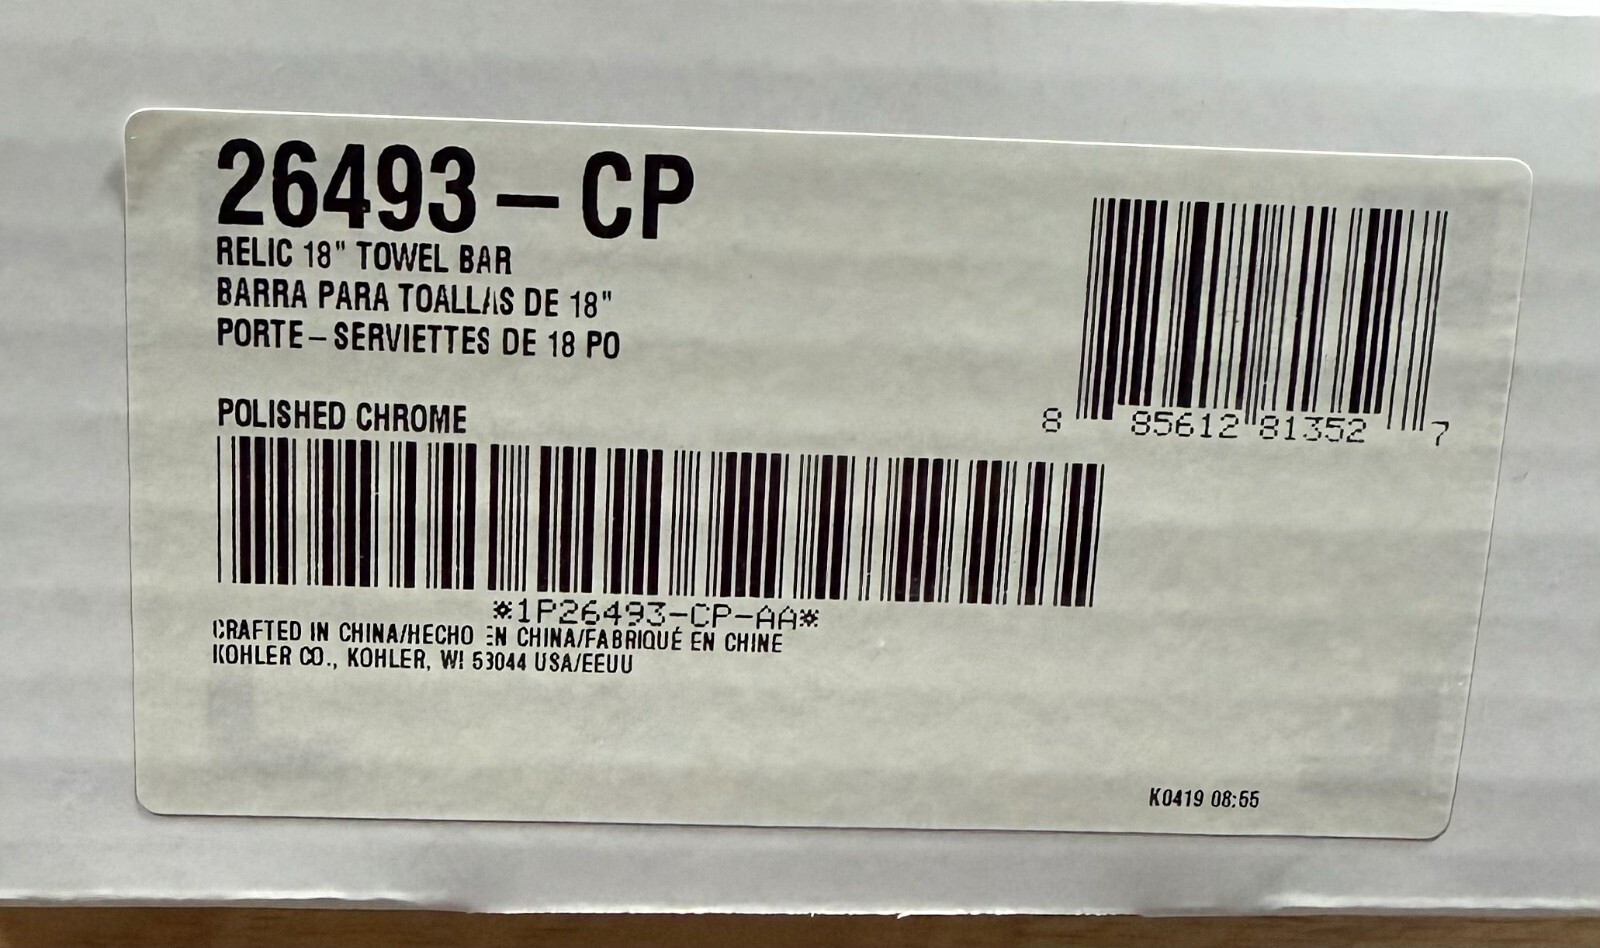 26493-CP
RELIC 18" TOWEL BAR
BARRA PARA TOALLAS DE 18"
PORTE-SERVIETTES DE 18 PO
POLISHED CHROME
8 85612 81352 7
*1P26493-CP-AA*
CRAFTED IN CHINA/HECHO EN CHINA/FABRIQUÉ EN CHINE
KOHLER CO., KOHLER, WI 53044 USA/EEUU
K0419 08:55